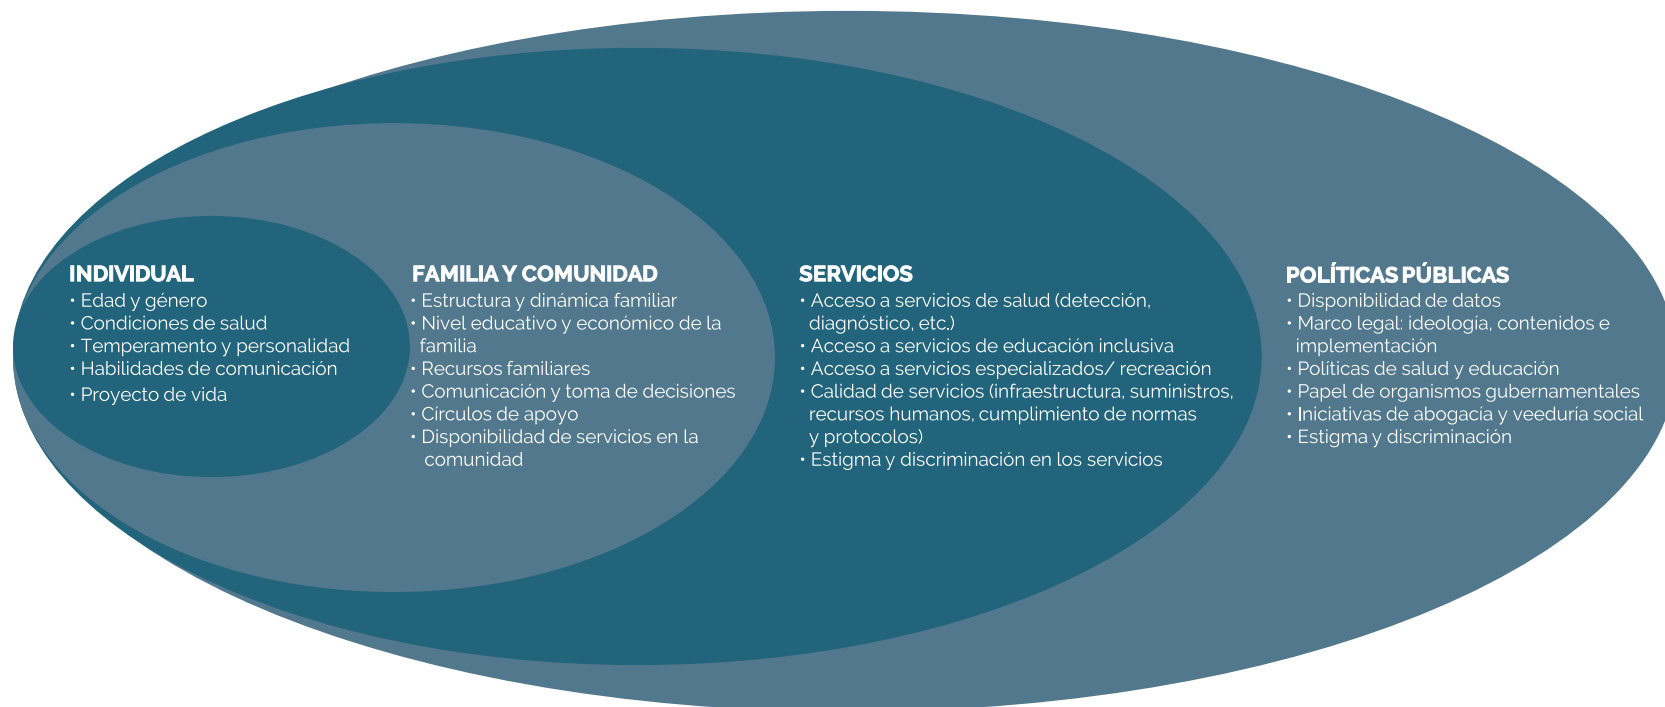 INDIVIDUAL
• Edad y género
• Condiciones de salud
• Temperamento y personalidad
• Habilidades de comunicación
• Proyecto de vida
FAMILIA Y COMUNIDAD
• Estructura y dinámica familiar
• Nivel educativo y económico de la
familia
• Recursos familiares
• Comunicación y toma de decisiones
• Círculos de apoyo
• Disponibilidad de servicios en la
comunidad
SERVICIOS
• Acceso a servicios de salud (detección,
diagnóstico, etc.)
• Acceso a servicios de educación inclusiva
• Acceso a servicios especializados/ recreación
• Calidad de servicios (infraestructura, suministros,
recursos humanos, cumplimiento de normas
y protocolos)
• Estigma y discriminación en los servicios
POLÍTICAS PÚBLICAS
• Disponibilidad de datos
• Marco legal: ideología, contenidos e
implementación
• Políticas de salud y educación
• Papel de organismos gubernamentales
• Iniciativas de abogacía y veeduría social
• Estigma y discriminación